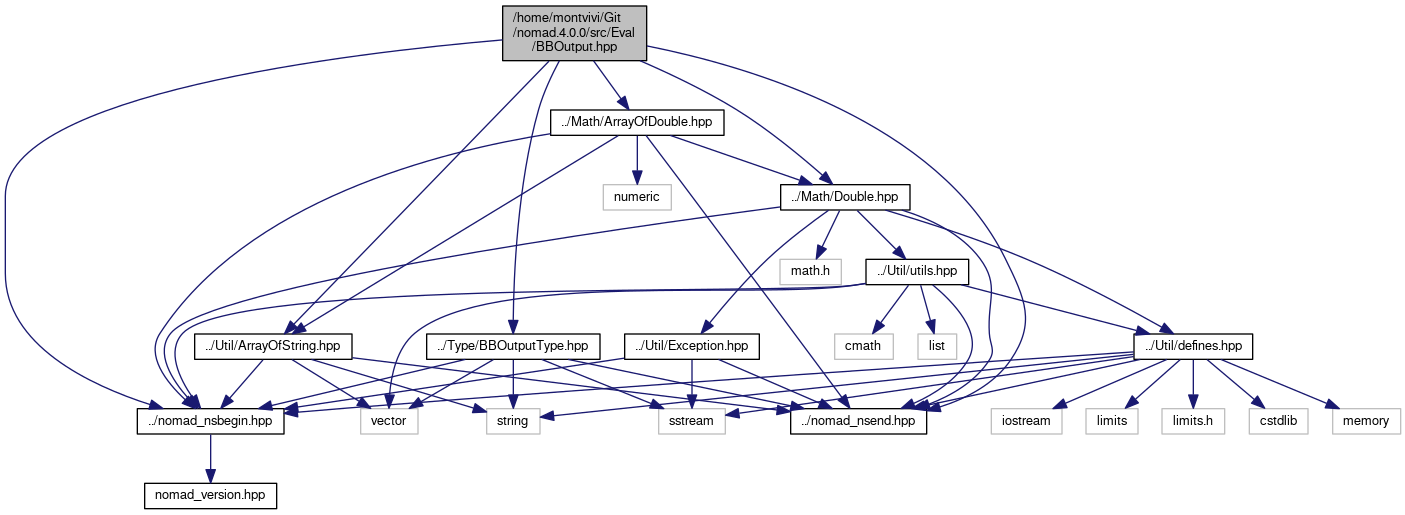 /home/montvivi/Git
/nomad.4.0.0/src/Eval
/BBOutput.hpp
../Math/ArrayOfDouble.hpp
numeric
../Math/Double.hpp
math.h
../Util/utils.hpp
../Util/ArrayOfString.hpp
../Type/BBOutputType.hpp
../Util/Exception.hpp
cmath
list
../Util/defines.hpp
../nomad_nsbegin.hpp
vector
string
sstream
../nomad_nsend.hpp
iostream
limits
limits.h
cstdlib
memory
nomad_version.hpp